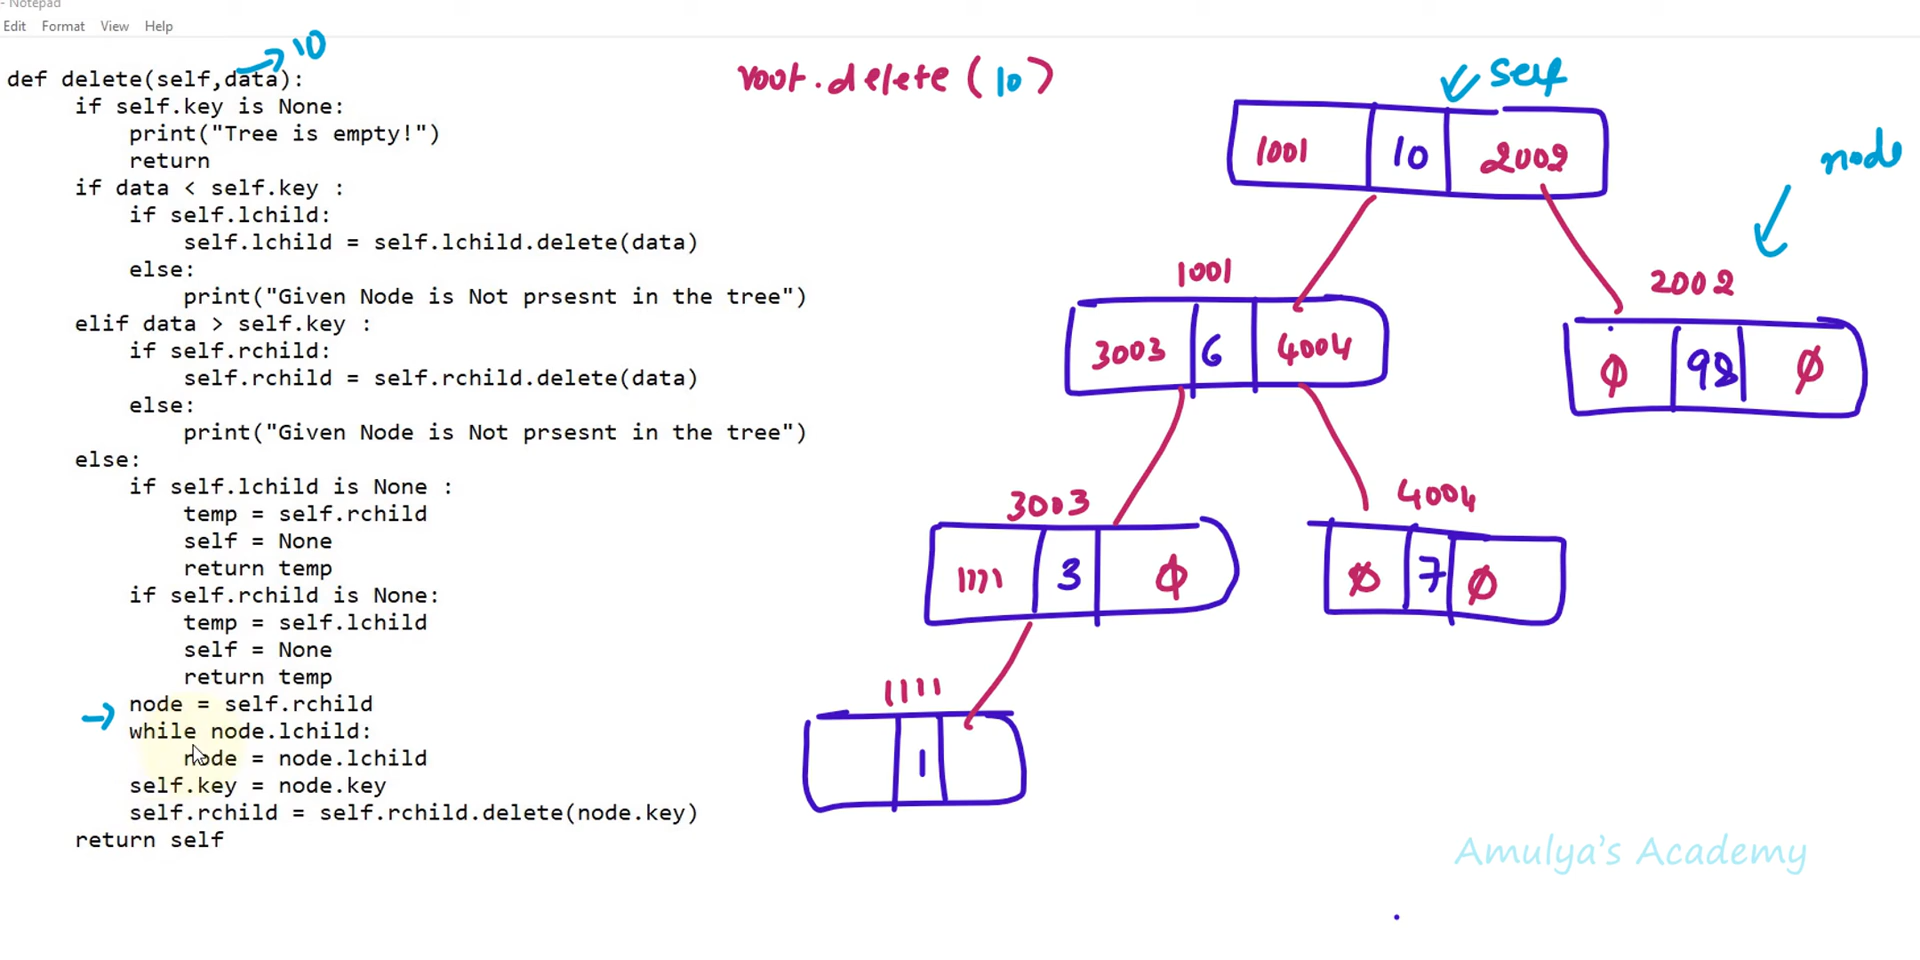 - Notepad
Edit Format View Help
→ 10
def delete(self,data):
if self.key is None:
print("Tree is empty!")
return
if data < self.key :
if self.lchild:
self.lchild = self.lchild.delete(data)
else:
print("Given Node is Not prsesnt in the tree")
elif data > self.key :
if self.rchild:
self.rchild = self.rchild.delete(data)
else:
print("Given Node is Not prsesnt in the tree")
else:
if self.lchild is None :
temp = self.rchild
self = None
return temp
if self.rchild is None:
temp = self.lchild
self = None
return temp
node = self.rchild
while node.lchild:
node = node.lchild
self.key = node.key
self.rchild = self.rchild.delete(node.key)
return self
root.delete(10)
self
1001 10 2002
node
1001
2002
3003 6 4004
φ 98 φ
3003
4004
1111 3 φ
φ 7 φ
1111
1
Amulya's Academy